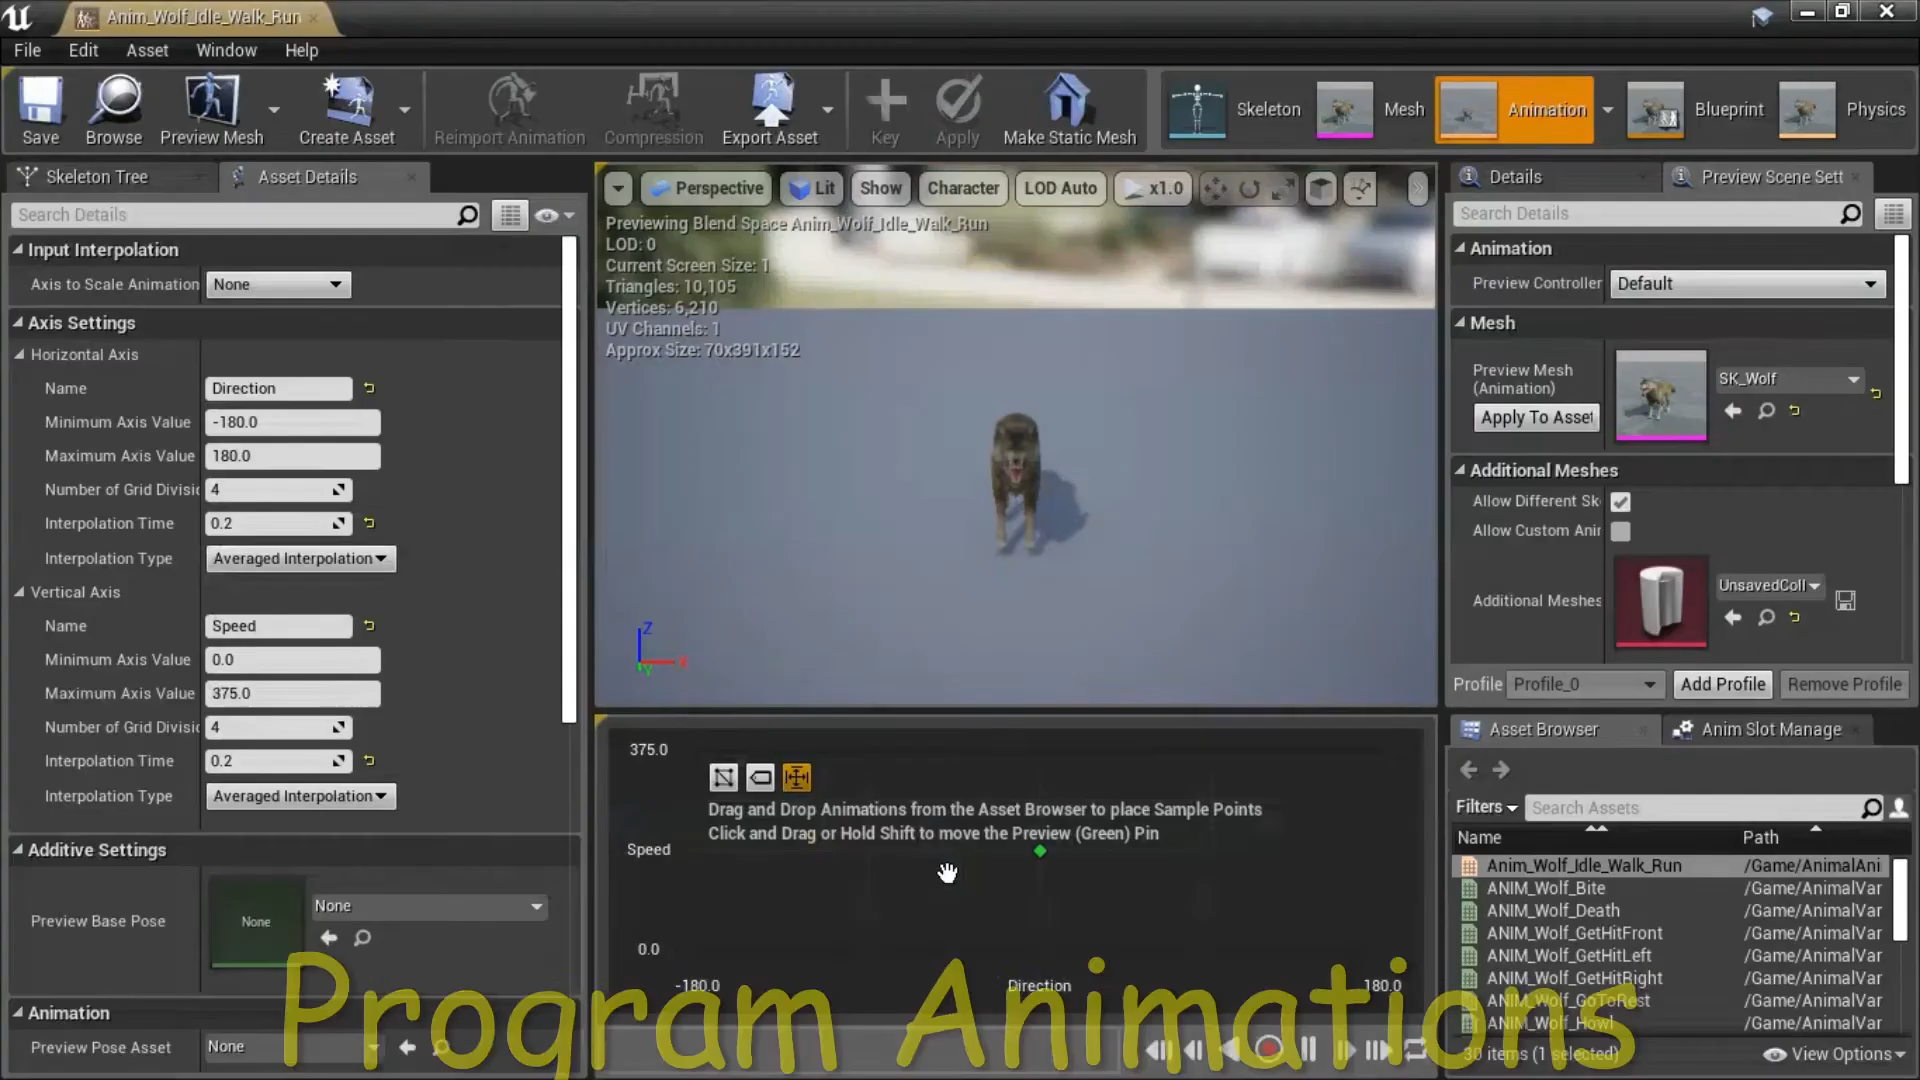 Anim_Wolf_Idle_Walk_Run
File Edit Asset Window Help
Save Browse Preview Mesh Create Asset Reimport Animation Compression Export Asset Key Apply Make Static Mesh Skeleton Mesh Animation Blueprint Physics
Skeleton Tree Asset Details
Search Details
Input Interpolation
Axis to Scale Animation None
Axis Settings
Horizontal Axis
Name Direction
Minimum Axis Value -180.0
Maximum Axis Value 180.0
Number of Grid Divisi 4
Interpolation Time 0.2
Interpolation Type Averaged Interpolation
Vertical Axis
Name Speed
Minimum Axis Value 0.0
Maximum Axis Value 375.0
Number of Grid Divisi 4
Interpolation Time 0.2
Interpolation Type Averaged Interpolation
Additive Settings
Preview Base Pose None None
Animation
Preview Pose Asset None
Perspective Lit Show Character LOD Auto x1.0
Previewing Blend Space Anim_Wolf_Idle_Walk_Run
LOD: 0
Current Screen Size: 1
Triangles: 10,105
Vertices: 6,210
UV Channels: 1
Approx Size: 70x391x152
Z
X
Y
375.0
Drag and Drop Animations from the Asset Browser to place Sample Points
Click and Drag or Hold Shift to move the Preview (Green) Pin
Speed
0.0
-180.0 Direction 180.0
Details Preview Scene Sett
Search Details
Animation
Preview Controller Default
Mesh
Preview Mesh
(Animation)
SK_Wolf
Apply To Asset
Additional Meshes
Allow Different Sk
Allow Custom Anir
Additional Meshes UnsavedColl
Profile Profile_0 Add Profile Remove Profile
Asset Browser Anim Slot Manage
Filters Search Assets
Name Path
Anim_Wolf_Idle_Walk_Run /Game/AnimalAni
ANIM_Wolf_Bite /Game/AnimalVar
ANIM_Wolf_Death /Game/AnimalVar
ANIM_Wolf_GetHitFront /Game/AnimalVar
ANIM_Wolf_GetHitLeft /Game/AnimalVar
ANIM_Wolf_GetHitRight /Game/AnimalVar
ANIM_Wolf_GoToRest /Game/AnimalVar
ANIM_Wolf_Howl /Game/AnimalVar
30 items (1 selected) View Options
Program Animations